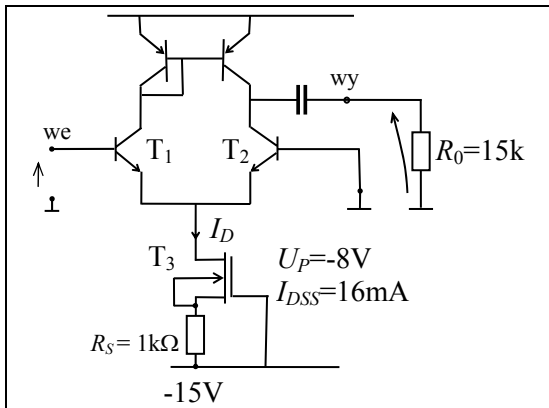 wy
we
T1
T2
R0=15k
ID
T3
UP=-8V
IDSS=16mA
RS= 1kΩ
-15V